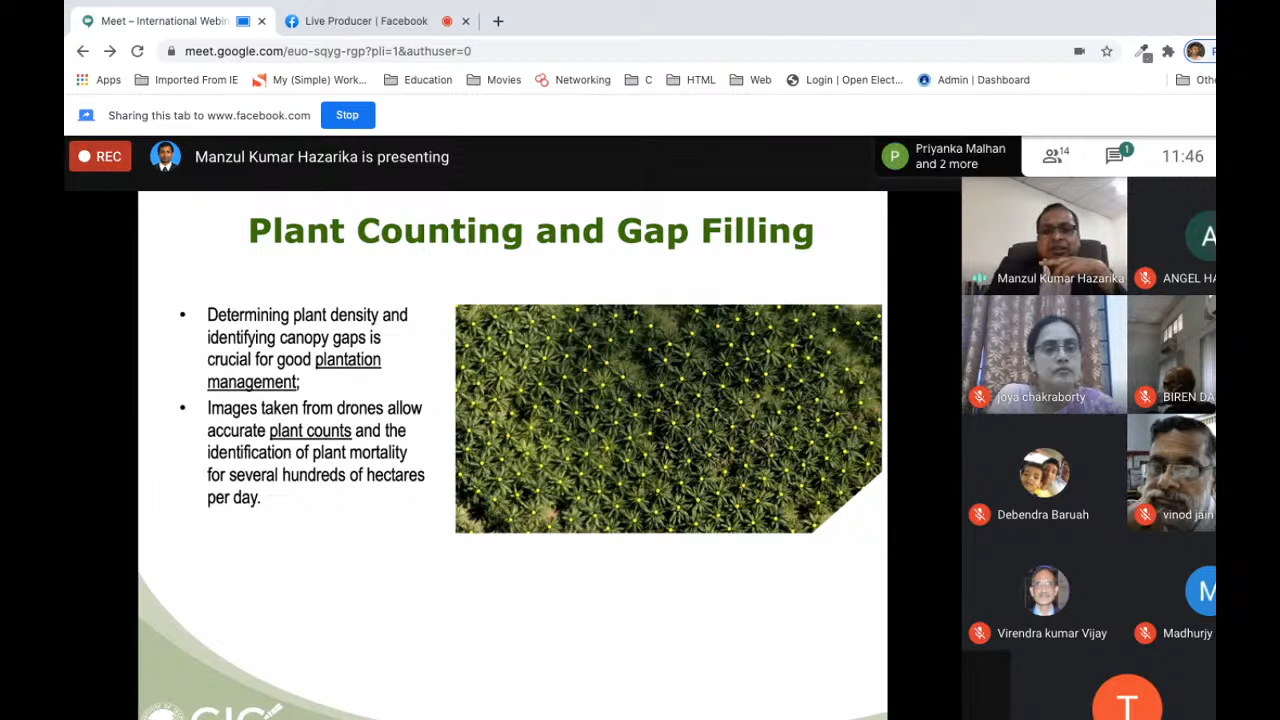 Meet – International Webin
Live Producer | Facebook
meet.google.com/euo-sqyg-rgp?pli=1&authuser=0
Apps
Imported From IE
My (Simple) Work...
Education
Movies
Networking
C
HTML
Web
Login | Open Elect...
Admin | Dashboard
Othe
Sharing this tab to www.facebook.com
Stop
REC
Manzul Kumar Hazarika is presenting
P
Priyanka Malhan
and 2 more
14
1
11:46
Plant Counting and Gap Filling
• Determining plant density and
identifying canopy gaps is
crucial for good plantation
management;
• Images taken from drones allow
accurate plant counts and the
identification of plant mortality
for several hundreds of hectares
per day.
Manzul Kumar Hazarika
A
ANGEL HA
joya chakraborty
BIREN DA
Debendra Baruah
vinod jain
Virendra kumar Vijay
M
Madhurjy
T